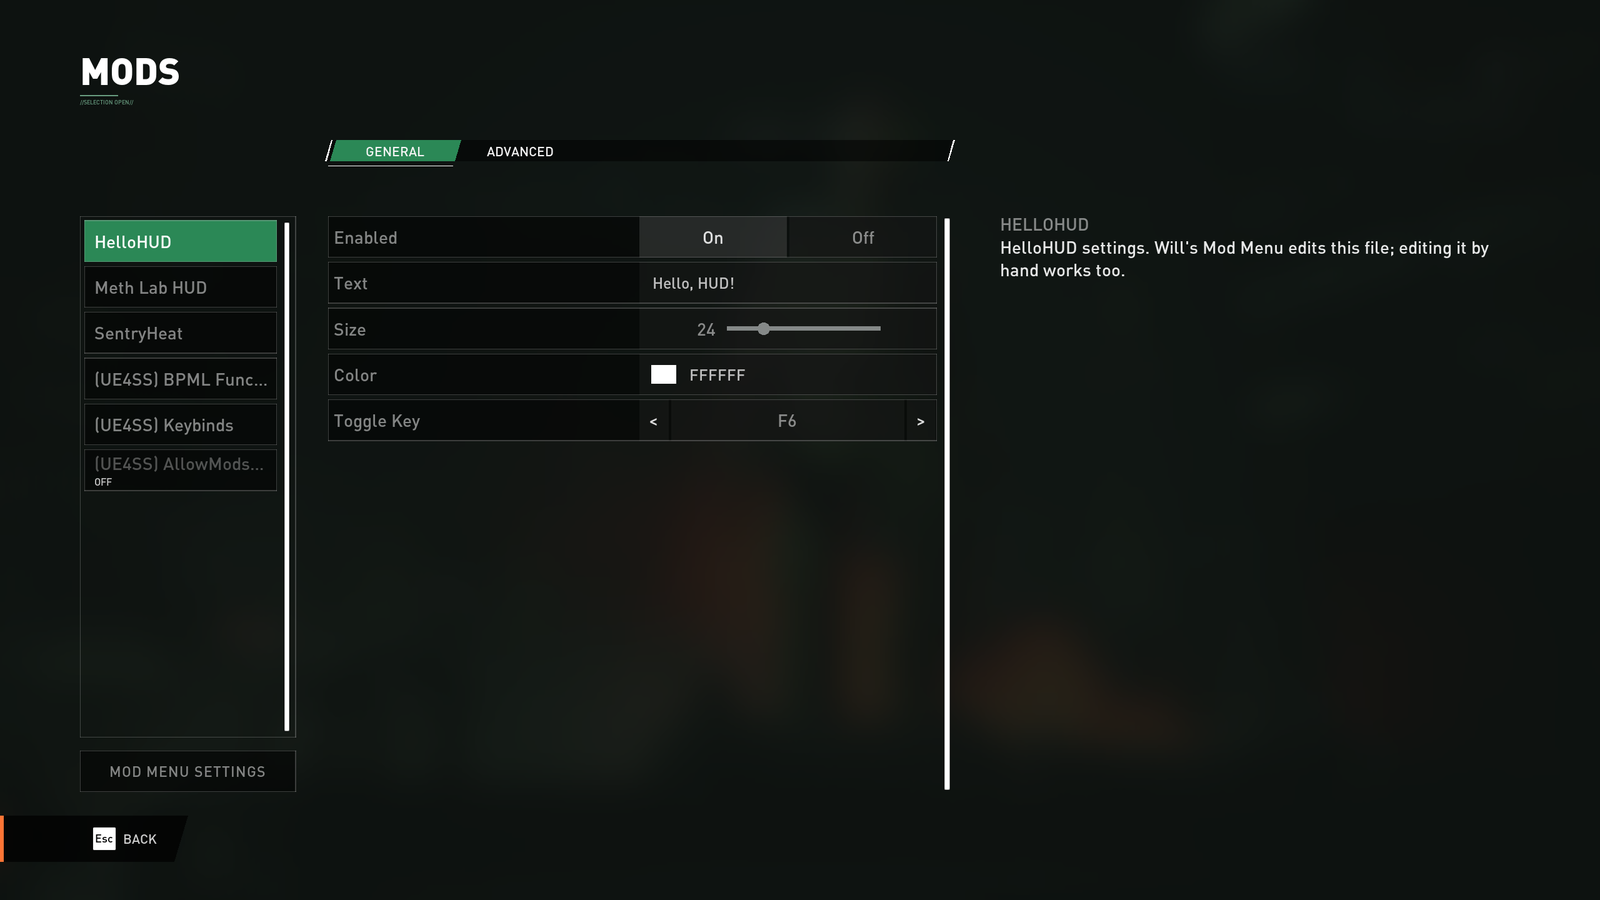 MODS
//SELECTION OPEN//
GENERAL
ADVANCED
HelloHUD
Meth Lab HUD
SentryHeat
(UE4SS) BPML Func...
(UE4SS) Keybinds
(UE4SS) AllowMods...
OFF
MOD MENU SETTINGS
Enabled On Off
Text Hello, HUD!
Size 24
Color FFFFFF
Toggle Key < F6 >
HELLOHUD
HelloHUD settings. Will's Mod Menu edits this file; editing it by
hand works too.
Esc BACK